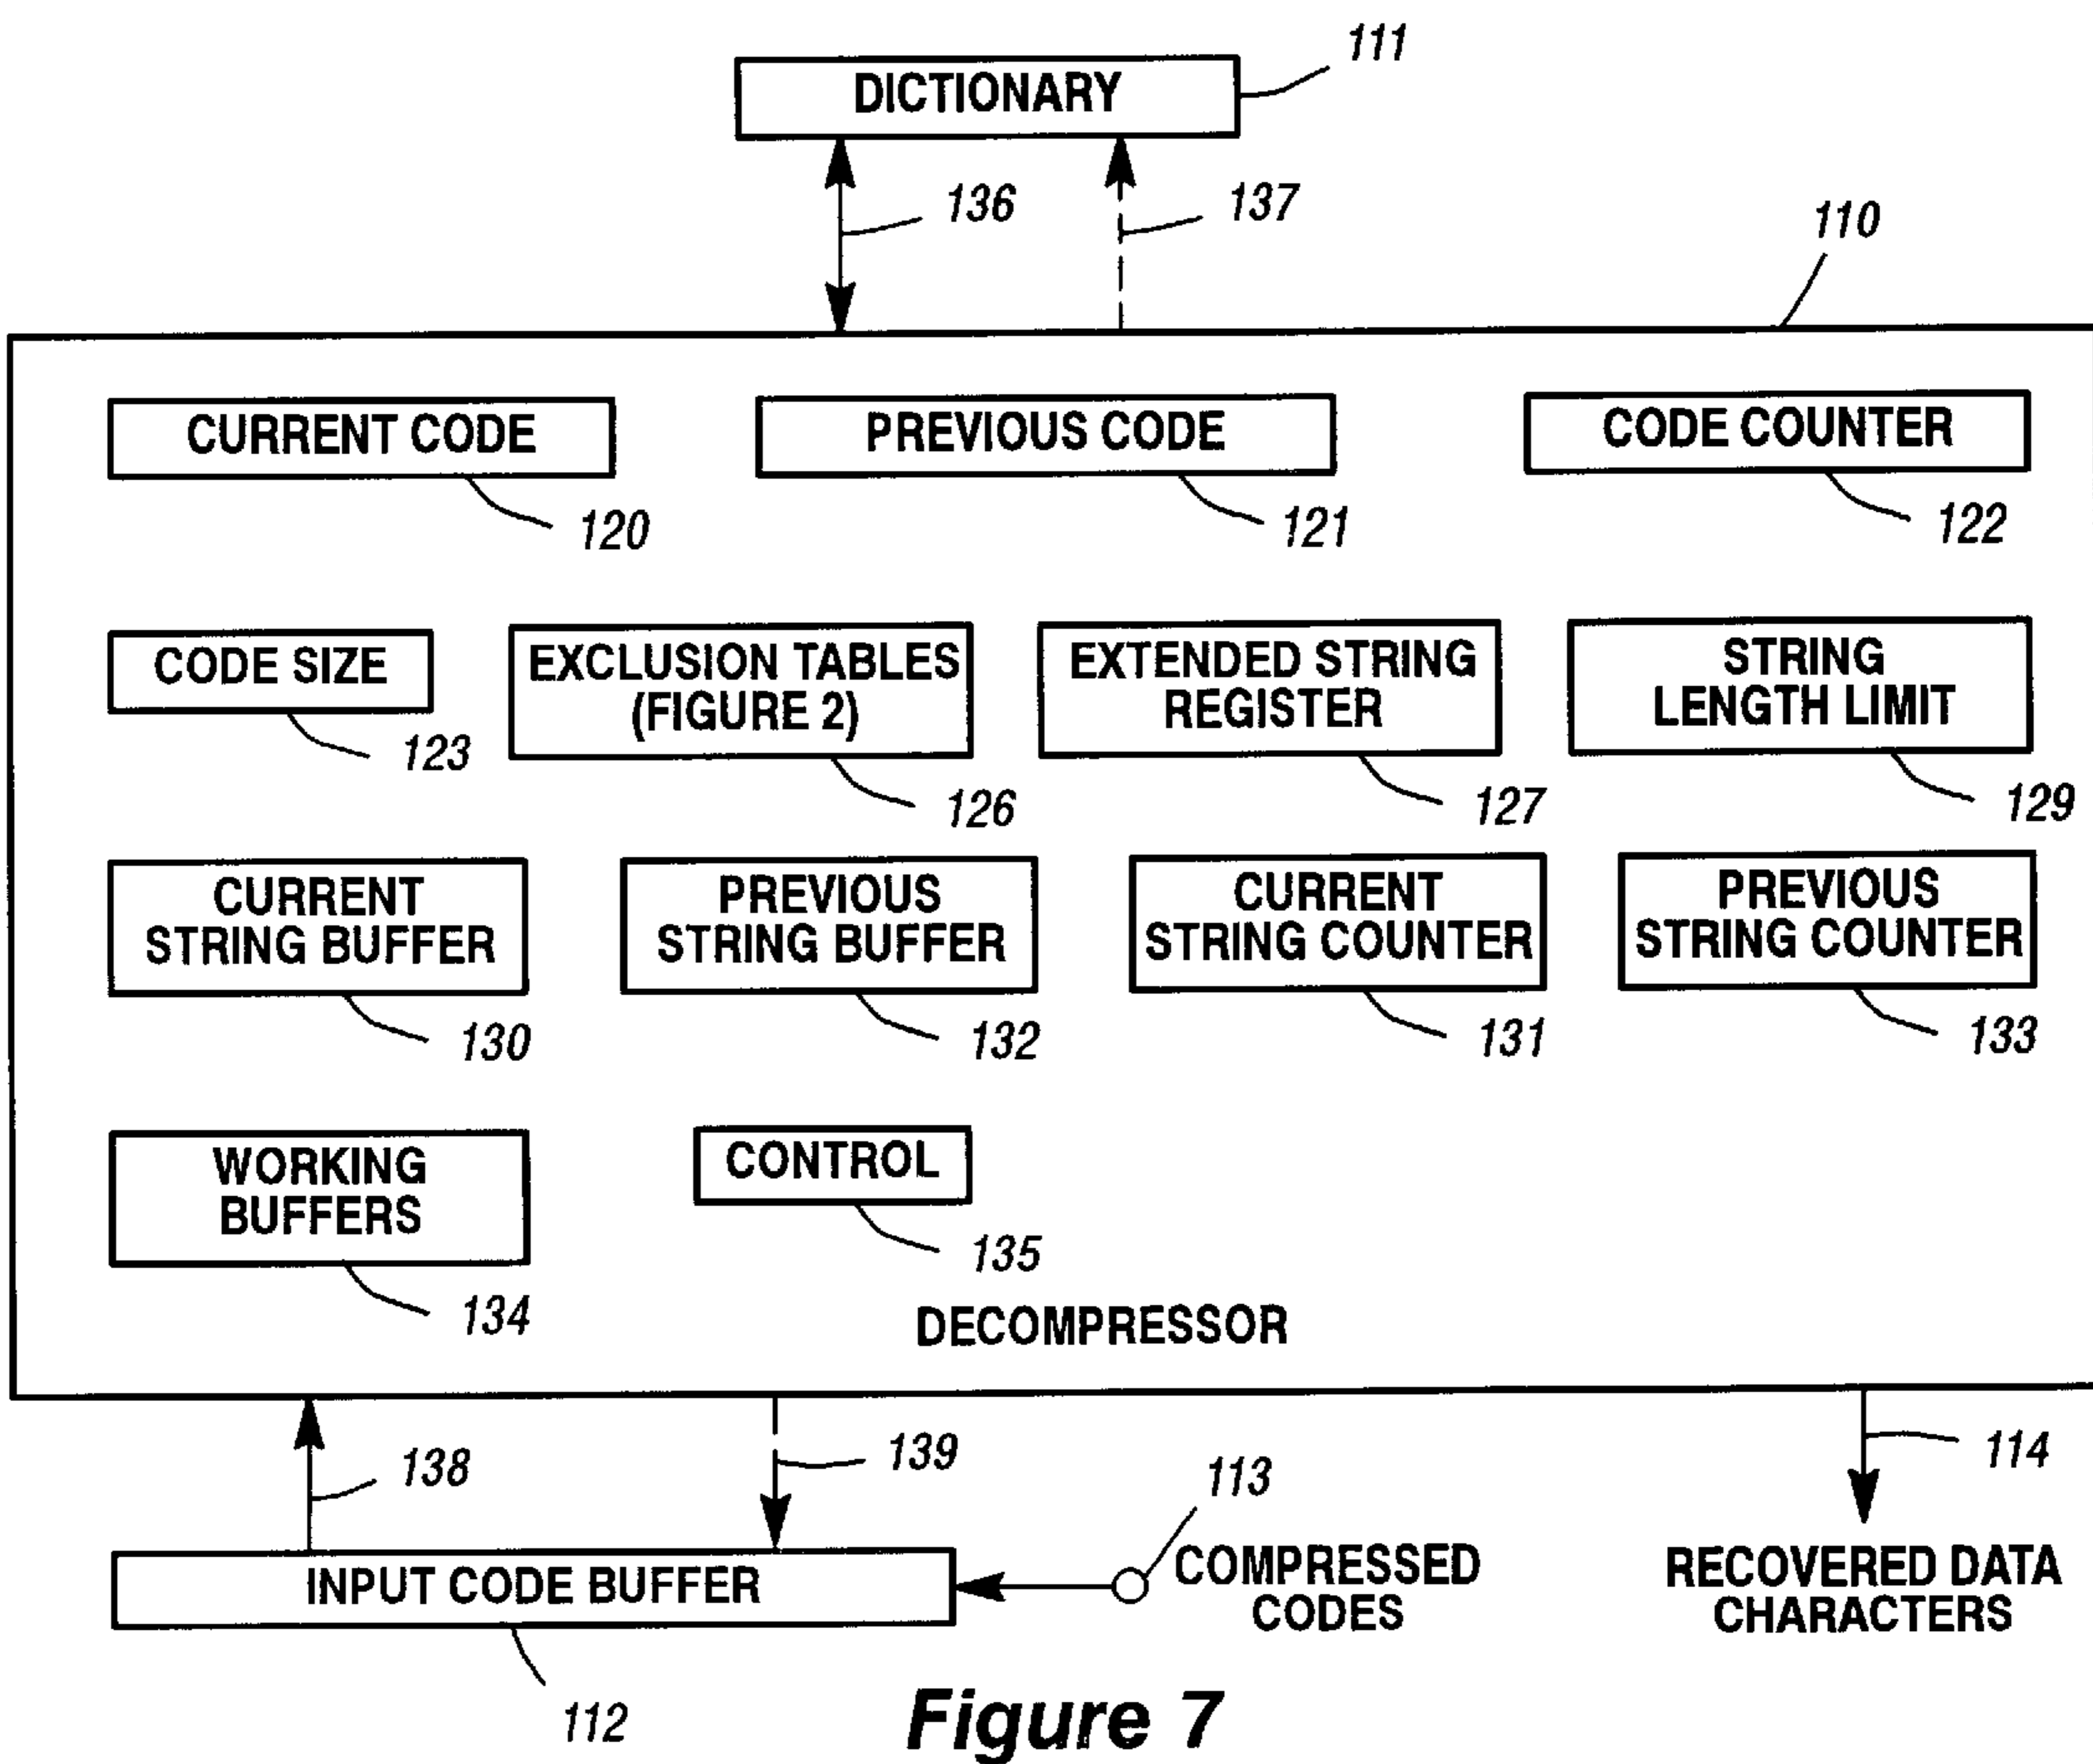 111
DICTIONARY
136
137
110
CURRENT CODE
PREVIOUS CODE
CODE COUNTER
120
121
122
CODE SIZE
EXCLUSION TABLES
(FIGURE 2)
EXTENDED STRING
REGISTER
STRING
LENGTH LIMIT
123
126
127
129
CURRENT
STRING BUFFER
PREVIOUS
STRING BUFFER
CURRENT
STRING COUNTER
PREVIOUS
STRING COUNTER
130
132
131
133
WORKING
BUFFERS
CONTROL
134
135
DECOMPRESSOR
138
139
113
114
INPUT CODE BUFFER
COMPRESSED
CODES
RECOVERED DATA
CHARACTERS
112
Figure 7